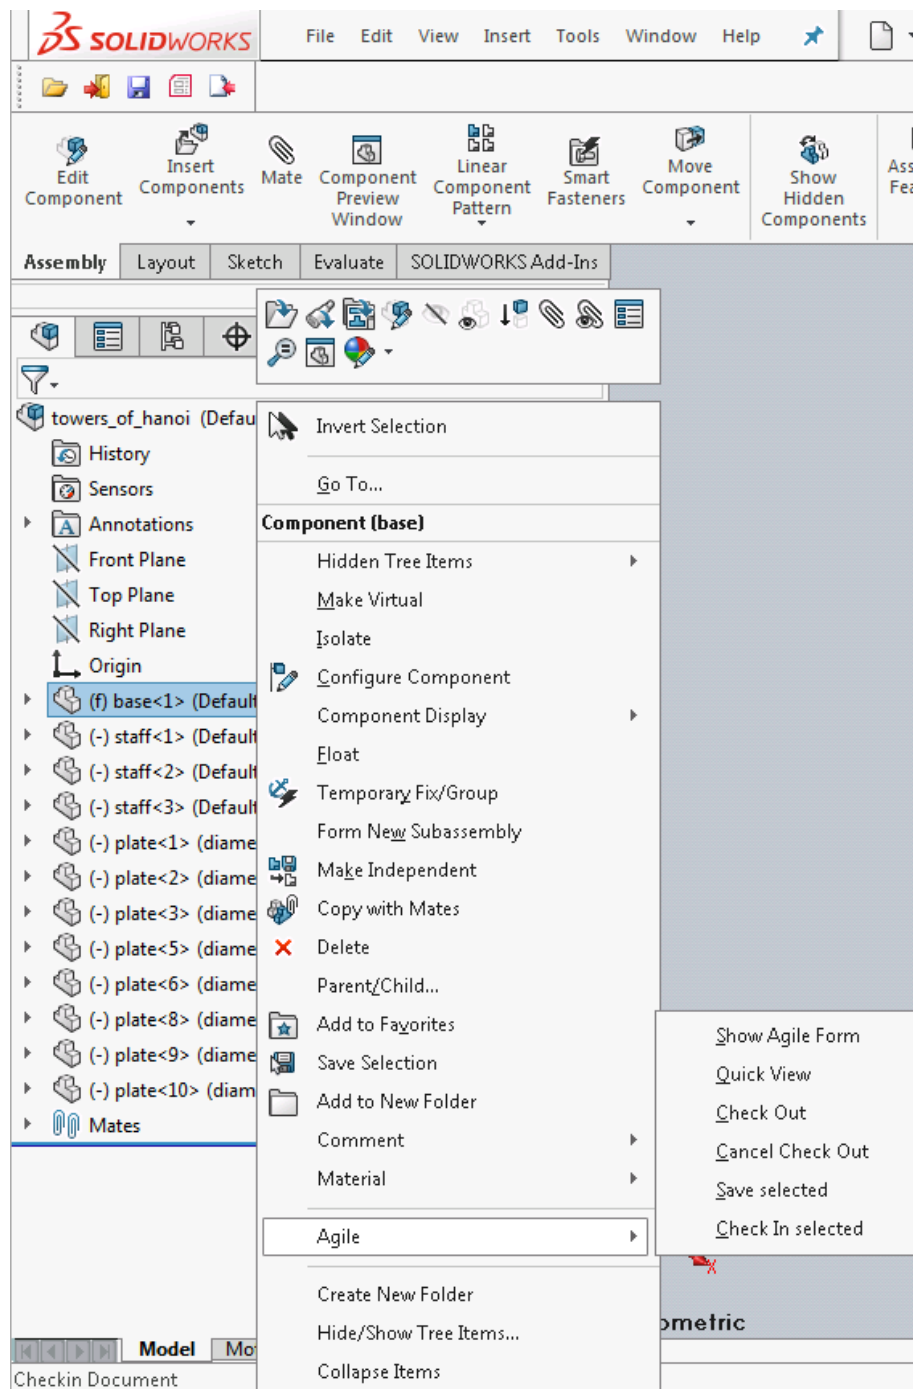 SOLIDWORKS File Edit View Insert Tools Window Help
Edit Component
Insert Components
Mate
Component Preview Window
Linear Component Pattern
Smart Fasteners
Move Component
Show Hidden Components
Ass
Fea
Assembly Layout Sketch Evaluate SOLIDWORKS Add-Ins
towers_of_hanoi (Defau
History
Sensors
Annotations
Front Plane
Top Plane
Right Plane
Origin
(f) base<1> (Default
(-) staff<1> (Default
(-) staff<2> (Default
(-) staff<3> (Default
(-) plate<1> (diame
(-) plate<2> (diame
(-) plate<3> (diame
(-) plate<5> (diame
(-) plate<6> (diame
(-) plate<8> (diame
(-) plate<9> (diame
(-) plate<10> (diam
Mates
Invert Selection
Go To...
Component (base)
Hidden Tree Items
Make Virtual
Isolate
Configure Component
Component Display
Float
Temporary Fix/Group
Form New Subassembly
Make Independent
Copy with Mates
Delete
Parent/Child...
Add to Favorites
Save Selection
Add to New Folder
Comment
Material
Agile
Create New Folder
Hide/Show Tree Items...
Collapse Items
Show Agile Form
Quick View
Check Out
Cancel Check Out
Save selected
Check In selected
X
ometric
Model Mo
Checkin Document